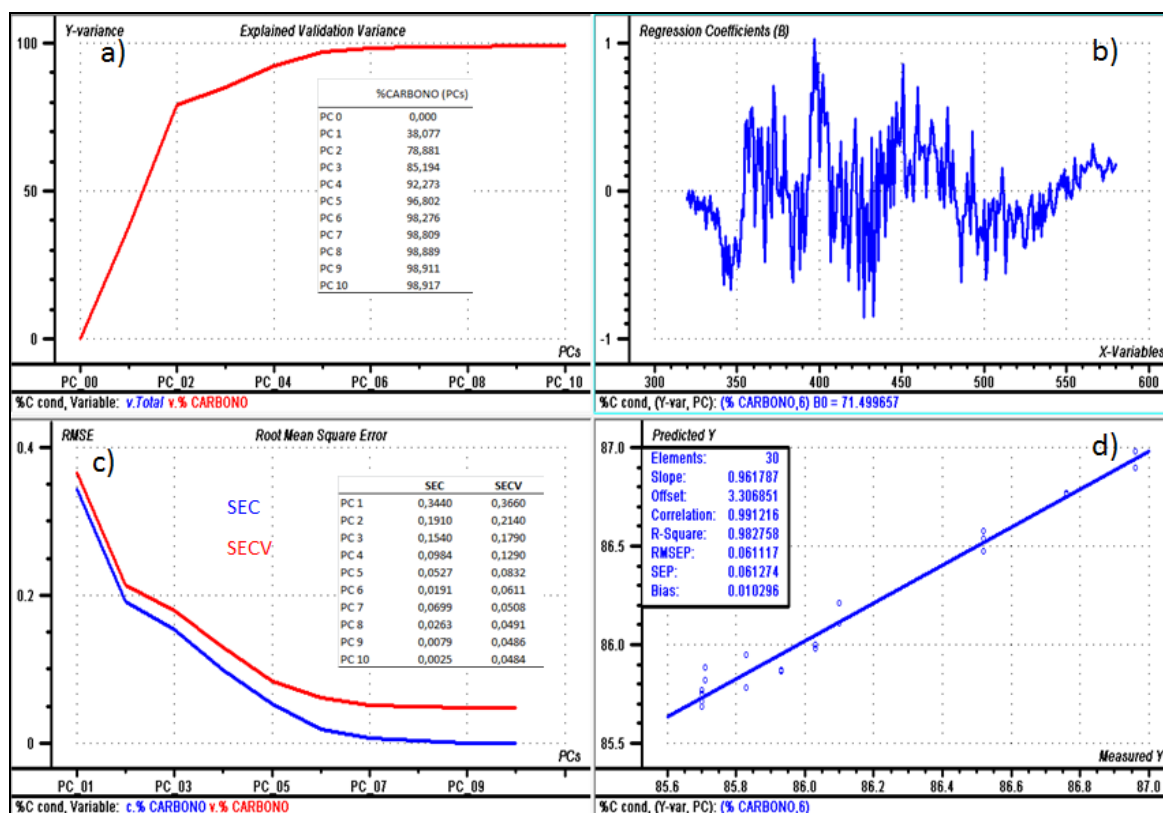 Y-variance
Explained Validation Variance
a)
100
50
0
%CARBONO (PCs)
PC 0 0,000
PC 1 38,077
PC 2 78,881
PC 3 85,194
PC 4 92,273
PC 5 96,802
PC 6 98,276
PC 7 98,809
PC 8 98,889
PC 9 98,911
PC 10 98,917
PCs
PC_00 PC_02 PC_04 PC_06 PC_08 PC_10
%C cond, Variable: v.Total v.% CARBONO
Regression Coefficients (B)
b)
1
0
-1
X-Variables
300 350 400 450 500 550 600
%C cond, (Y-var, PC): (% CARBONO,6) B0 = 71.499657
RMSE
Root Mean Square Error
c)
0.4
0.2
0
SEC
SECV
SEC SECV
PC 1 0,3440 0,3660
PC 2 0,1910 0,2140
PC 3 0,1540 0,1790
PC 4 0,0984 0,1290
PC 5 0,0527 0,0832
PC 6 0,0191 0,0611
PC 7 0,0699 0,0508
PC 8 0,0263 0,0491
PC 9 0,0079 0,0486
PC 10 0,0025 0,0484
PCs
PC_01 PC_03 PC_05 PC_07 PC_09
%C cond, Variable: c.% CARBONO v.% CARBONO
Predicted Y
d)
87.0
86.5
86.0
85.5
Elements: 30
Slope: 0.961787
Offset: 3.306851
Correlation: 0.991216
R-Square: 0.982758
RMSEP: 0.061117
SEP: 0.061274
Bias: 0.010296
Measured Y
85.6 85.8 86.0 86.2 86.4 86.6 86.8 87.0
%C cond, (Y-var, PC): (% CARBONO,6)